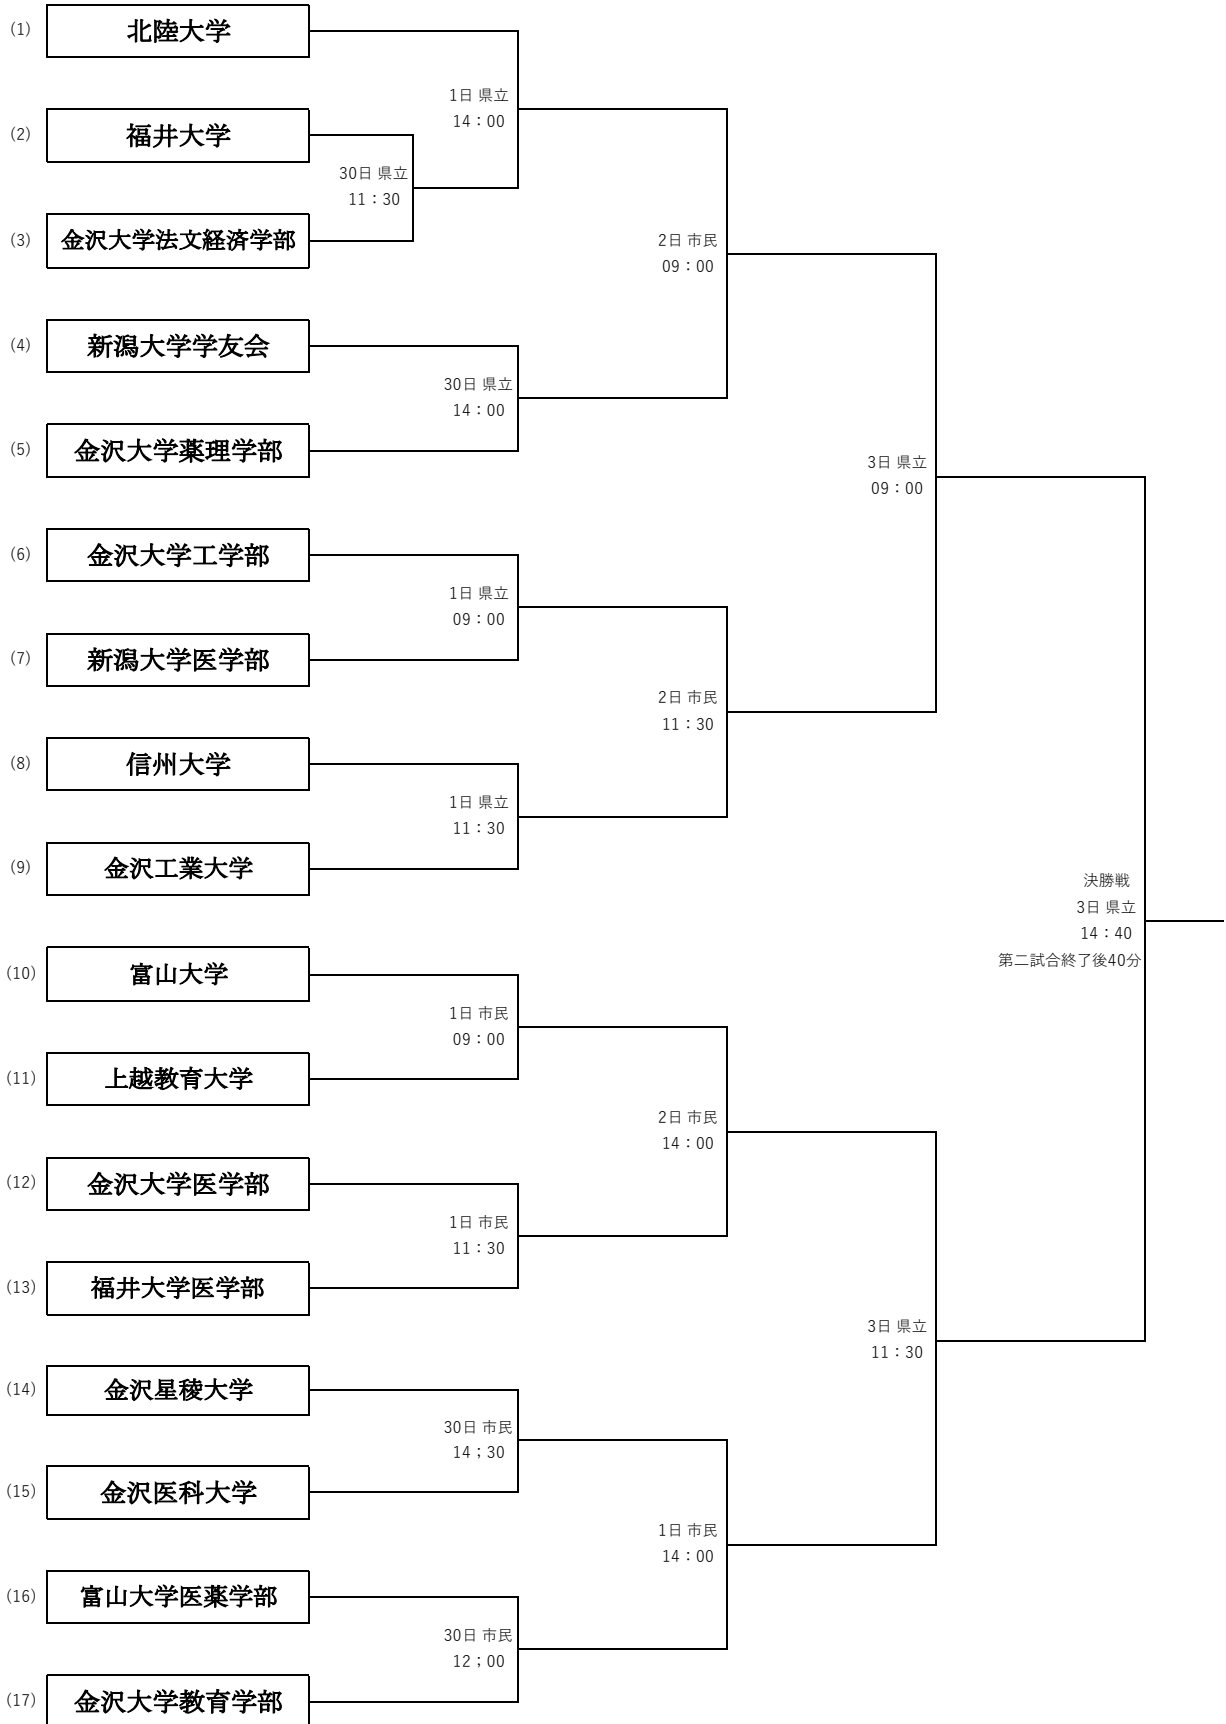 (1) 北陸大学
1日 県立
14：00
(2) 福井大学
30日 県立
11：30
(3) 金沢大学法文経済学部
2日 市民
09：00
(4) 新潟大学学友会
30日 県立
14：00
(5) 金沢大学薬理学部
3日 県立
09：00
(6) 金沢大学工学部
1日 県立
09：00
(7) 新潟大学医学部
2日 市民
11：30
(8) 信州大学
1日 県立
11：30
(9) 金沢工業大学
決勝戦
3日 県立
14：40
第二試合終了後40分
(10) 富山大学
1日 市民
09：00
(11) 上越教育大学
2日 市民
14：00
(12) 金沢大学医学部
1日 市民
11：30
(13) 福井大学医学部
3日 県立
11：30
(14) 金沢星稜大学
30日 市民
14；30
(15) 金沢医科大学
1日 市民
14：00
(16) 富山大学医薬学部
30日 市民
12；00
(17) 金沢大学教育学部